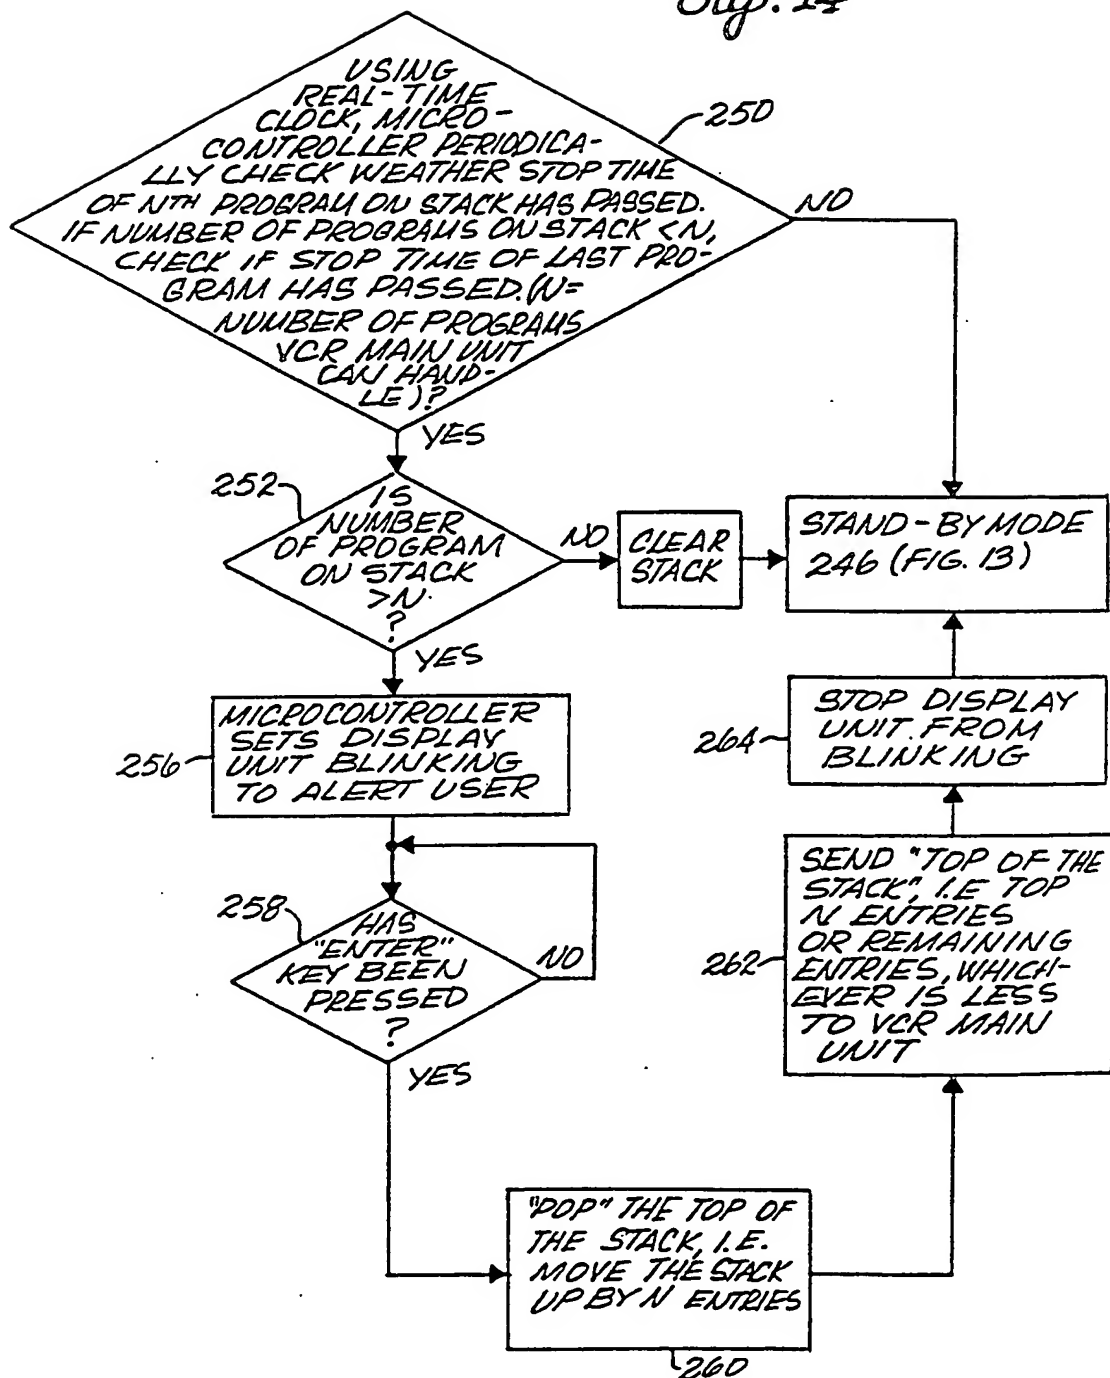 Fig. 14
USING
REAL-TIME
CLOCK, MICRO-
CONTROLLER PERIODICA-
LLY CHECK WEATHER STOP TIME
OF NTH PROGRAM ON STACK HAS PASSED.
IF NUMBER OF PROGRAMS ON STACK <N,
CHECK IF STOP TIME OF LAST PRO-
GRAM HAS PASSED. (N=
NUMBER OF PROGRAMS
VCR MAIN UNIT
CAN HAND-
LE)?
250
NO
YES
252
IS
NUMBER
OF PROGRAM
ON STACK
>N.
?
NO
CLEAR
STACK
STAND-BY MODE
246 (FIG. 13)
YES
MICROCONTROLLER
SETS DISPLAY
UNIT BLINKING
TO ALERT USER
256
STOP DISPLAY
UNIT. FROM
BLINKING
264
258
HAS
"ENTER"
KEY BEEN
PRESSED
?
NO
YES
SEND "TOP OF THE
STACK", I.E TOP
N ENTRIES
OR REMAINING
ENTRIES, WHICH-
EVER IS LESS
TO VCR MAIN
UNIT
262
"POP" THE TOP OF
THE STACK, I.E.
MOVE THE STACK
UP BY N ENTRIES
260